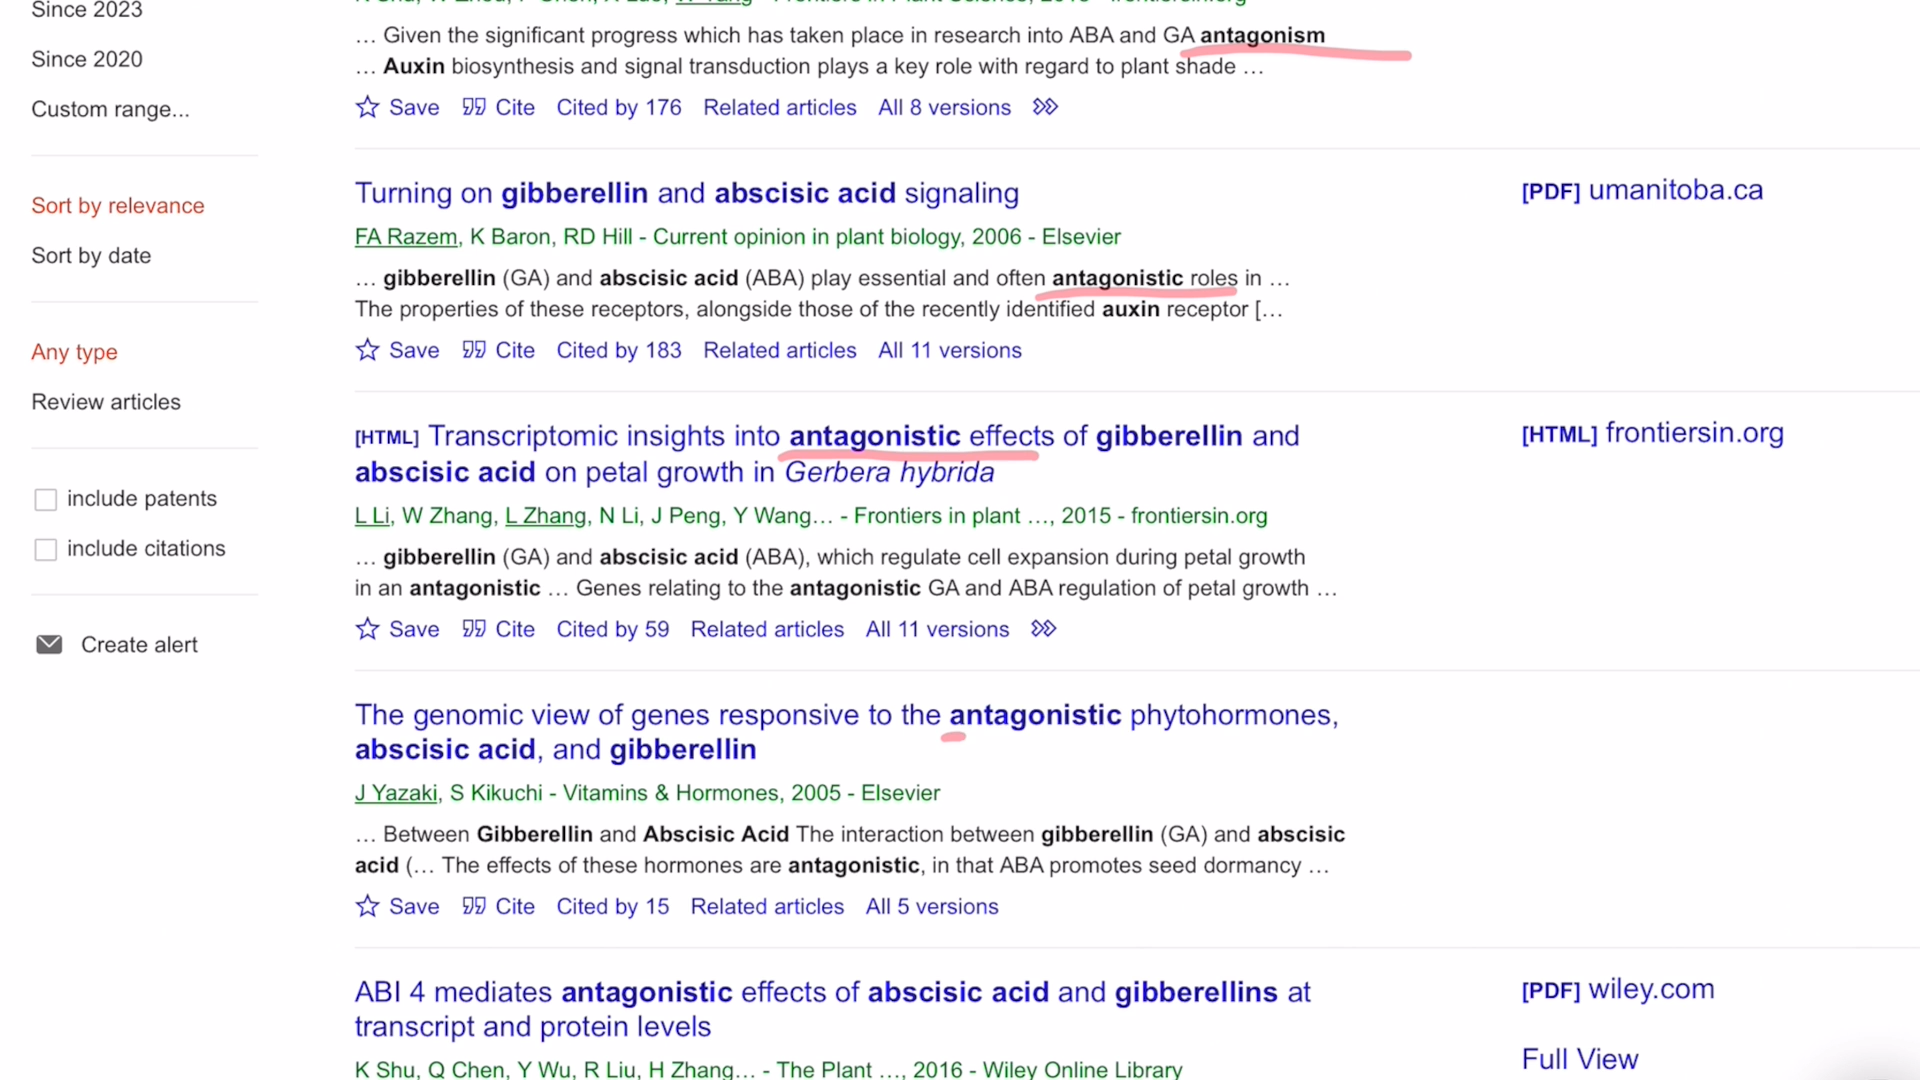 Since 2023
Since 2020
Custom range...
Sort by relevance
Sort by date
Any type
Review articles
include patents
include citations
Create alert
... Given the significant progress which has taken place in research into ABA and GA antagonism
... Auxin biosynthesis and signal transduction plays a key role with regard to plant shade ...
Save Cite Cited by 176 Related articles All 8 versions
Turning on gibberellin and abscisic acid signaling
[PDF] umanitoba.ca
FA Razem, K Baron, RD Hill - Current opinion in plant biology, 2006 - Elsevier
... gibberellin (GA) and abscisic acid (ABA) play essential and often antagonistic roles in ...
The properties of these receptors, alongside those of the recently identified auxin receptor [...
Save Cite Cited by 183 Related articles All 11 versions
[HTML] Transcriptomic insights into antagonistic effects of gibberellin and
abscisic acid on petal growth in Gerbera hybrida
[HTML] frontiersin.org
L Li, W Zhang, L Zhang, N Li, J Peng, Y Wang... - Frontiers in plant ..., 2015 - frontiersin.org
... gibberellin (GA) and abscisic acid (ABA), which regulate cell expansion during petal growth
in an antagonistic ... Genes relating to the antagonistic GA and ABA regulation of petal growth ...
Save Cite Cited by 59 Related articles All 11 versions
The genomic view of genes responsive to the antagonistic phytohormones,
abscisic acid, and gibberellin
J Yazaki, S Kikuchi - Vitamins & Hormones, 2005 - Elsevier
... Between Gibberellin and Abscisic Acid The interaction between gibberellin (GA) and abscisic
acid (... The effects of these hormones are antagonistic, in that ABA promotes seed dormancy ...
Save Cite Cited by 15 Related articles All 5 versions
ABI 4 mediates antagonistic effects of abscisic acid and gibberellins at
transcript and protein levels
[PDF] wiley.com
Full View
K Shu, Q Chen, Y Wu, R Liu, H Zhang... - The Plant ..., 2016 - Wiley Online Library